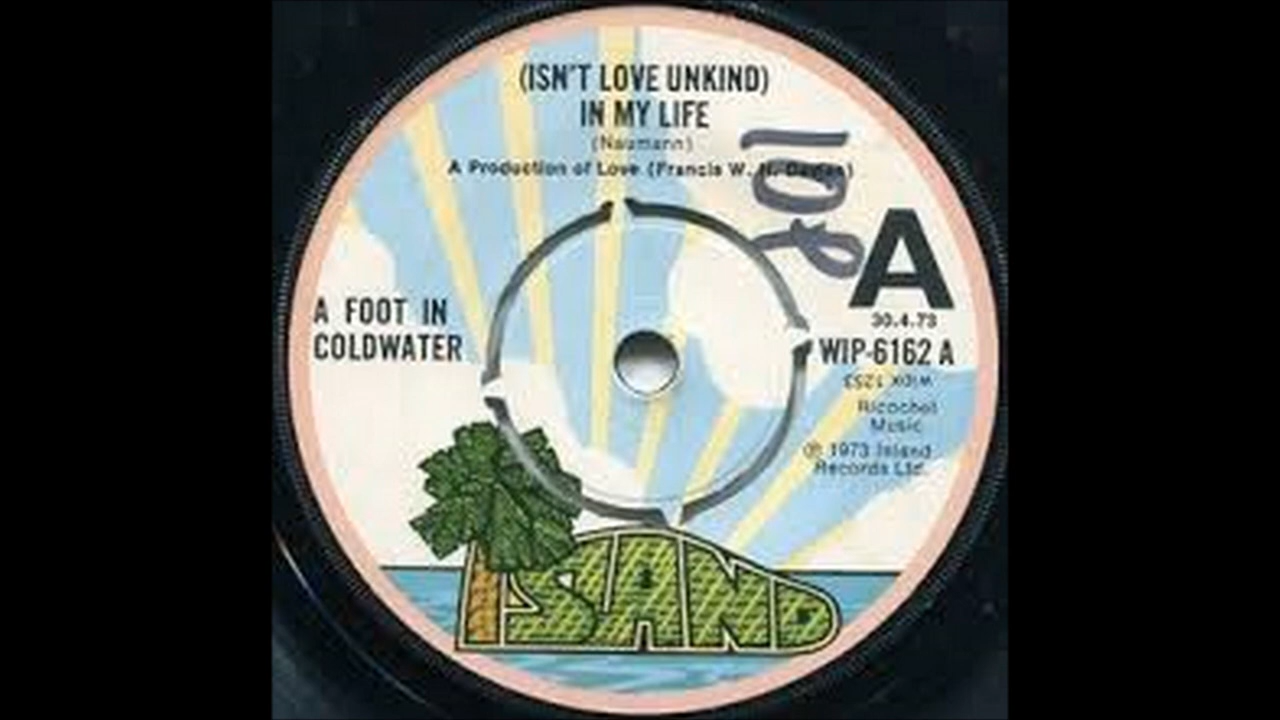 (ISN'T LOVE UNKIND)
IN MY LIFE
(Naumann)
A Production of Love (Francis W. H.
A
30.4.73
A FOOT IN
COLDWATER
WIP-6162 A
WIPX 1253
Ricochet
Music
℗ 1973 Island
Records Ltd.
ISLAND